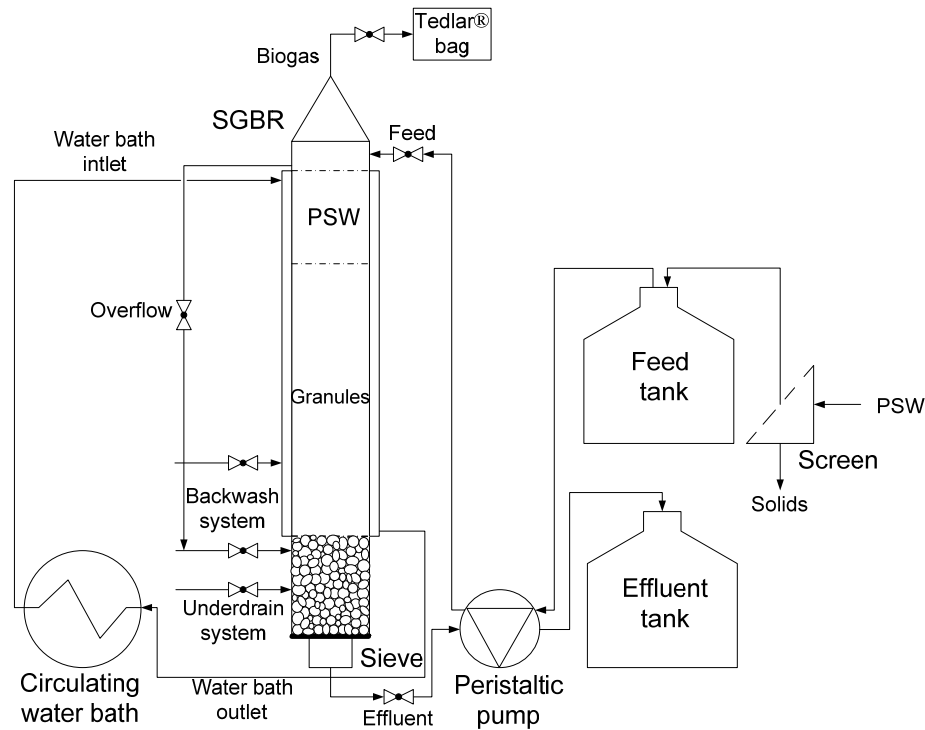 Tedlar®
bag
Biogas
SGBR
Feed
Water bath
intlet
PSW
Overflow
Granules
Feed
tank
PSW
Screen
Solids
Backwash
system
Underdrain
system
Effluent
tank
Sieve
Circulating
water bath
Water bath
outlet
Effluent
Peristaltic
pump